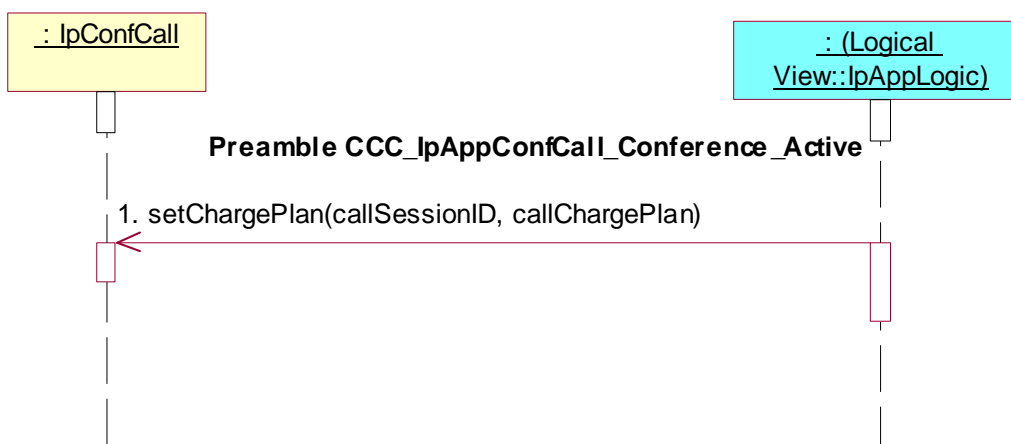 : IpConfCall
: (Logical
View::IpAppLogic)
Preamble CCC_IpAppConfCall_Conference_Active
1. setChargePlan(callSessionID, callChargePlan)